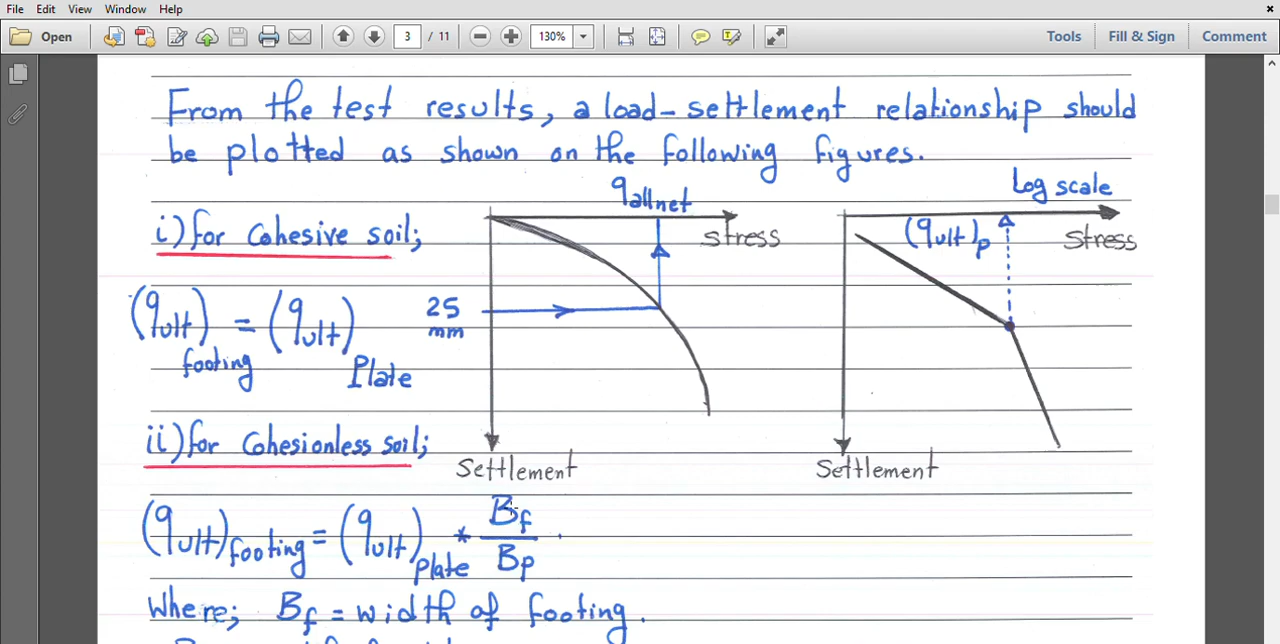 File Edit View Window Help
Open 3 / 11 130% Tools Fill & Sign Comment
From the test results, a load-settlement relationship should
be plotted as shown on the following figures.
i) for Cohesive soil;
(qult)footing = (qult)Plate
qall net
Stress
25
mm
Settlement
Log scale
(qult)p
Stress
Settlement
ii) for Cohesionless soil;
(qult)footing = (qult)plate * Bf / Bp .
Where; Bf = width of footing.